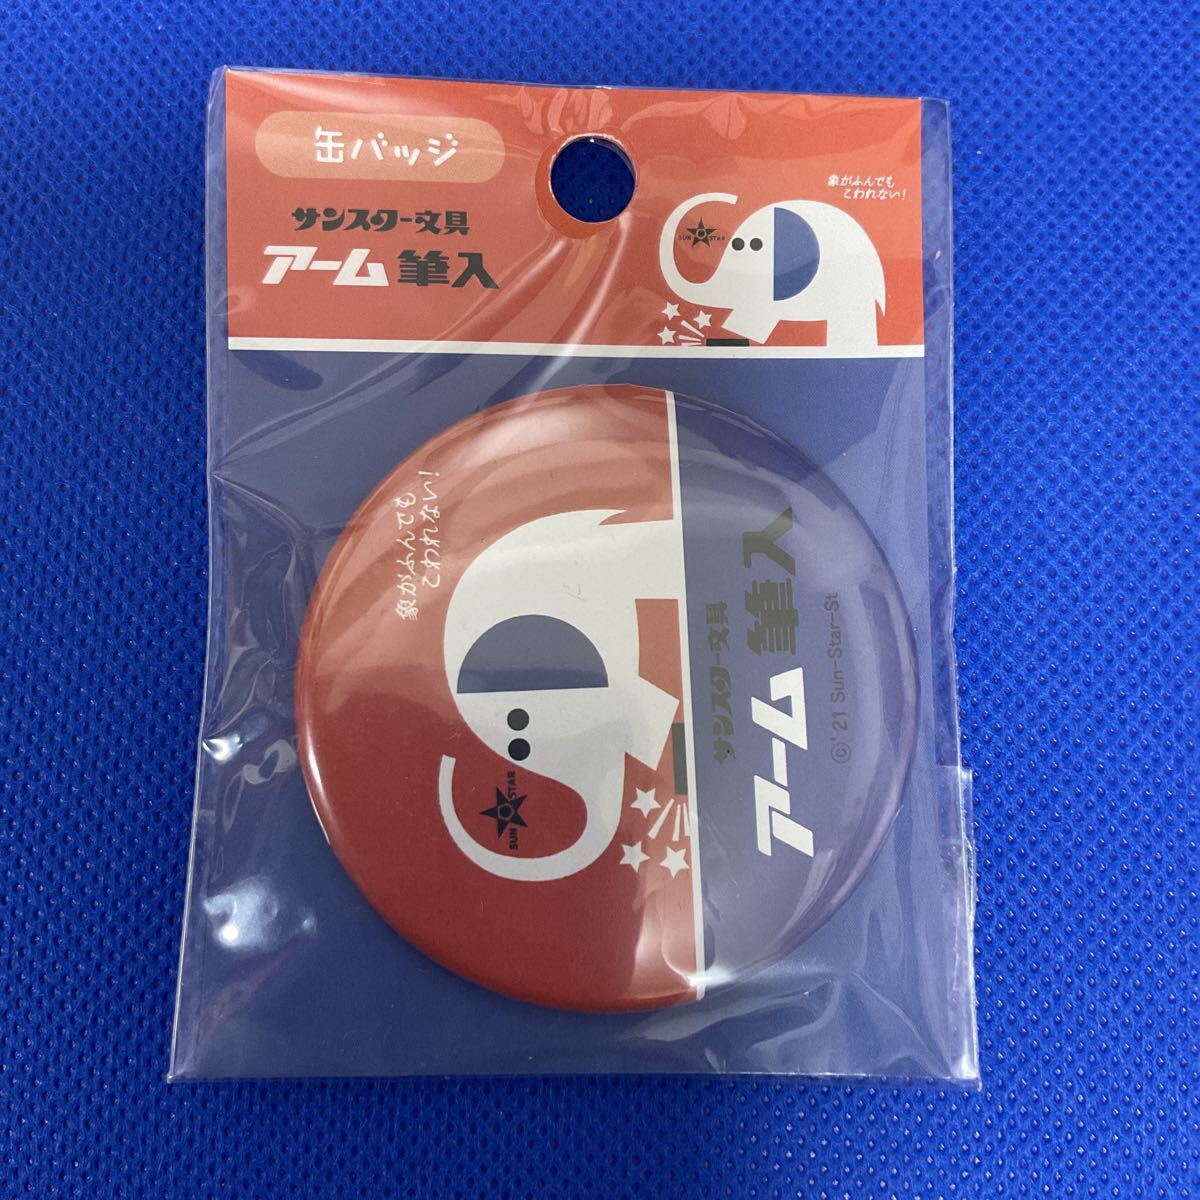 缶バッジ
サンスター文具
アーム筆入
象がふんでも
こわれない!
SUN STAR
象がふんでも
こわれない!
SUN STAR
サンスター文具
アーム筆入
©'21 Sun-Star-St